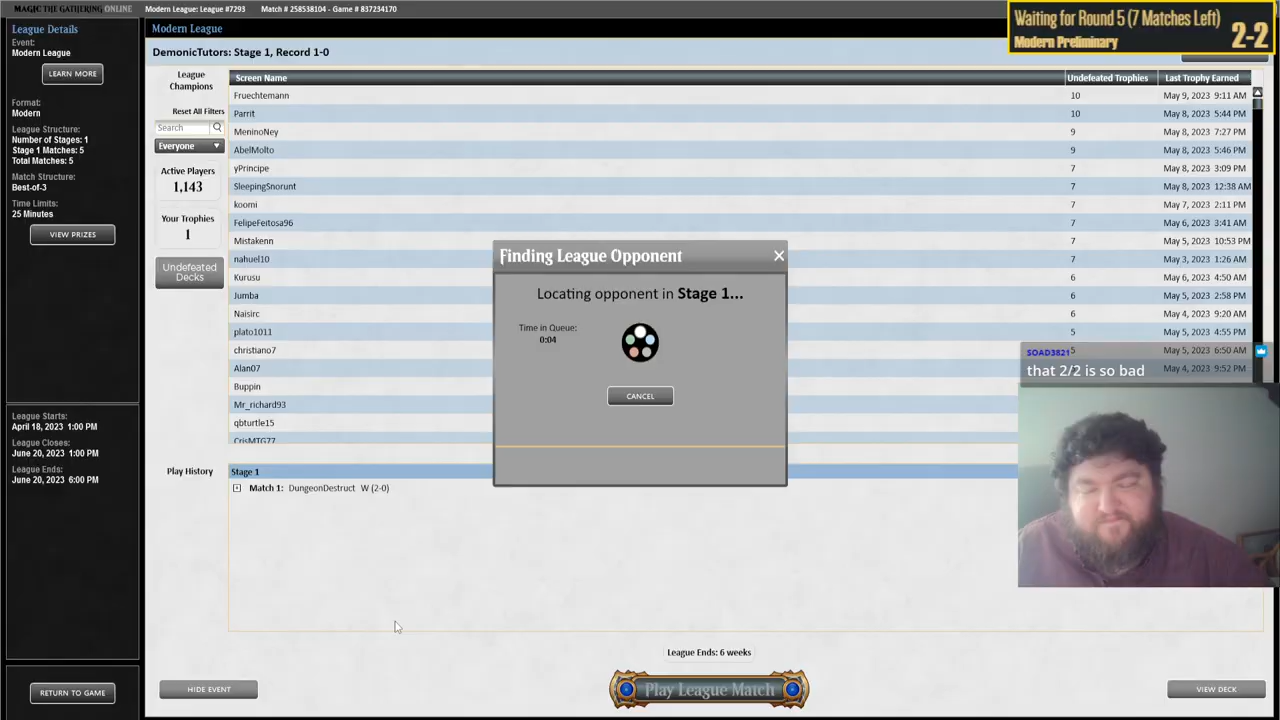 MAGIC THE GATHERING ONLINE
Modern League: League #7293
Match # 258538104 - Game # 837234170
Waiting for Round 5 (7 Matches Left)
Modern Preliminary
2-2
League Details
Event:
Modern League
LEARN MORE
Format:
Modern
League Structure:
Number of Stages: 1
Stage 1 Matches: 5
Total Matches: 5
Match Structure:
Best-of-3
Time Limits:
25 Minutes
VIEW PRIZES
League Starts:
April 18, 2023 1:00 PM
League Closes:
June 20, 2023 1:00 PM
League Ends:
June 20, 2023 6:00 PM
RETURN TO GAME
Modern League
DemonicTutors: Stage 1, Record 1-0
League
Champions
Reset All Filters
Search
Everyone
Active Players
1,143
Your Trophies
1
Undefeated
Decks
Screen Name Undefeated Trophies Last Trophy Earned
Fruechtemann 10 May 9, 2023 9:11 AM
Parrit 10 May 8, 2023 5:44 PM
MeninoNey 9 May 8, 2023 7:27 PM
AbelMolto 9 May 8, 2023 5:46 PM
yPrincipe 7 May 8, 2023 3:09 PM
SleepingSnorunt 7 May 8, 2023 12:38 AM
koomi 7 May 7, 2023 2:11 PM
FelipeFeitosa96 7 May 6, 2023 3:41 AM
Mistakenn 7 May 5, 2023 10:53 PM
nahuel10 7 May 3, 2023 1:26 AM
Kurusu 6 May 6, 2023 4:50 AM
Jumba 6 May 5, 2023 2:58 PM
Naisirc 6 May 4, 2023 9:20 AM
plato1011 5 May 5, 2023 4:55 PM
christiano7 5 May 5, 2023 6:50 AM
Alan07 May 4, 2023 9:52 PM
Buppin
Mr_richard93
qbturtle15
CrisMTG77
Finding League Opponent
Locating opponent in Stage 1...
Time in Queue:
0:04
CANCEL
SOAD3821
that 2/2 is so bad
Play History
Stage 1
Match 1: DungeonDestruct W (2-0)
League Ends: 6 weeks
HIDE EVENT
Play League Match
VIEW DECK